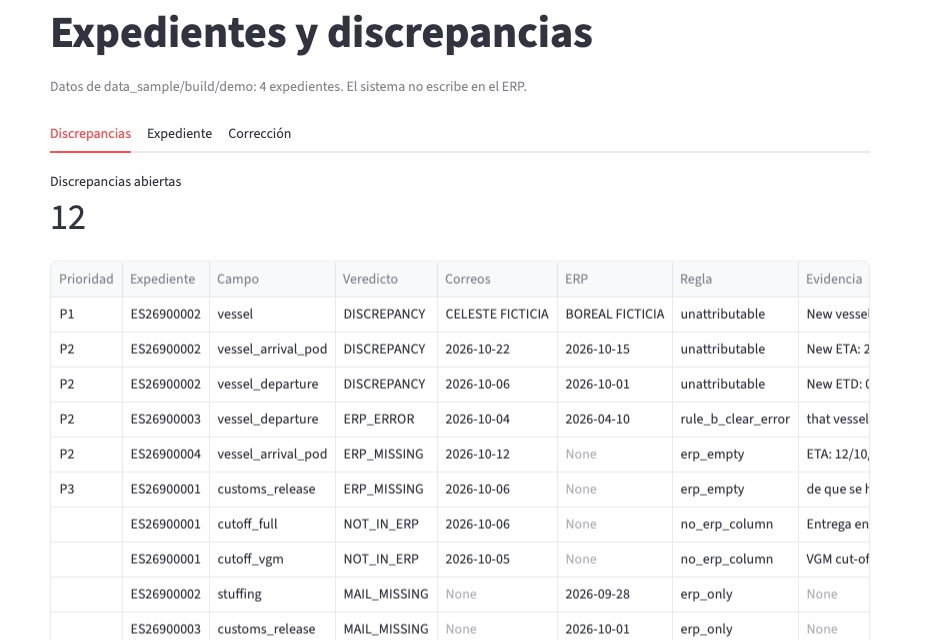 Expedientes y discrepancias
Datos de data_sample/build/demo: 4 expedientes. El sistema no escribe en el ERP.
Discrepancias Expediente Corrección
Discrepancias abiertas
12
Prioridad Expediente Campo Veredicto Correos ERP Regla Evidencia
P1 ES26900002 vessel DISCREPANCY CELESTE FICTICIA BOREAL FICTICIA unattributable New vessel
P2 ES26900002 vessel_arrival_pod DISCREPANCY 2026-10-22 2026-10-15 unattributable New ETA: 2
P2 ES26900002 vessel_departure DISCREPANCY 2026-10-06 2026-10-01 unattributable New ETD: 0
P2 ES26900003 vessel_departure ERP_ERROR 2026-10-04 2026-04-10 rule_b_clear_error that vessel
P2 ES26900004 vessel_arrival_pod ERP_MISSING 2026-10-12 None erp_empty ETA: 12/10,
P3 ES26900001 customs_release ERP_MISSING 2026-10-06 None erp_empty de que se h
ES26900001 cutoff_full NOT_IN_ERP 2026-10-06 None no_erp_column Entrega en
ES26900001 cutoff_vgm NOT_IN_ERP 2026-10-05 None no_erp_column VGM cut-of
ES26900002 stuffing MAIL_MISSING None 2026-09-28 erp_only None
ES26900003 customs_release MAIL_MISSING None 2026-10-01 erp_only None